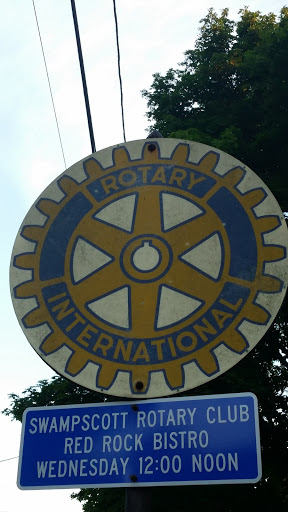 ROTARY
INTERNATIONAL
SWAMPSCOTT ROTARY CLUB
RED ROCK BISTRO
WEDNESDAY 12:00 NOON